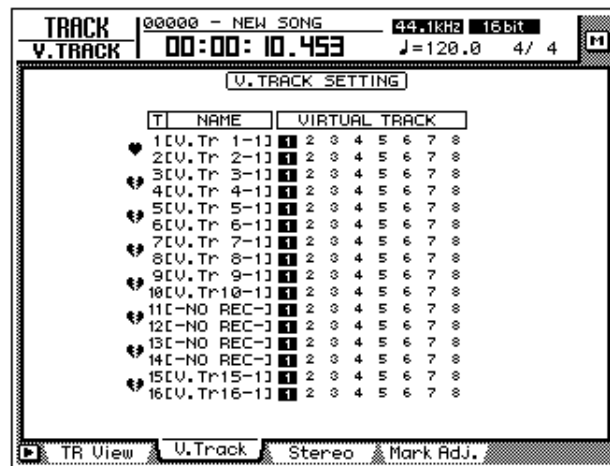 TRACK 00000 - NEW SONG 44.1kHz 16bit
V.TRACK 00:00: 10.453 ♩=120.0 4/ 4 M
V.TRACK SETTING
T NAME VIRTUAL TRACK
1[V.Tr 1-1] 1 2 3 4 5 6 7 8
2[V.Tr 2-1] 1 2 3 4 5 6 7 8
3[V.Tr 3-1] 1 2 3 4 5 6 7 8
4[V.Tr 4-1] 1 2 3 4 5 6 7 8
5[V.Tr 5-1] 1 2 3 4 5 6 7 8
6[V.Tr 6-1] 1 2 3 4 5 6 7 8
7[V.Tr 7-1] 1 2 3 4 5 6 7 8
8[V.Tr 8-1] 1 2 3 4 5 6 7 8
9[V.Tr 9-1] 1 2 3 4 5 6 7 8
10[V.Tr10-1] 1 2 3 4 5 6 7 8
11[-NO REC-] 1 2 3 4 5 6 7 8
12[-NO REC-] 1 2 3 4 5 6 7 8
13[-NO REC-] 1 2 3 4 5 6 7 8
14[-NO REC-] 1 2 3 4 5 6 7 8
15[V.Tr15-1] 1 2 3 4 5 6 7 8
16[V.Tr16-1] 1 2 3 4 5 6 7 8
TR View V.Track Stereo Mark Adj.